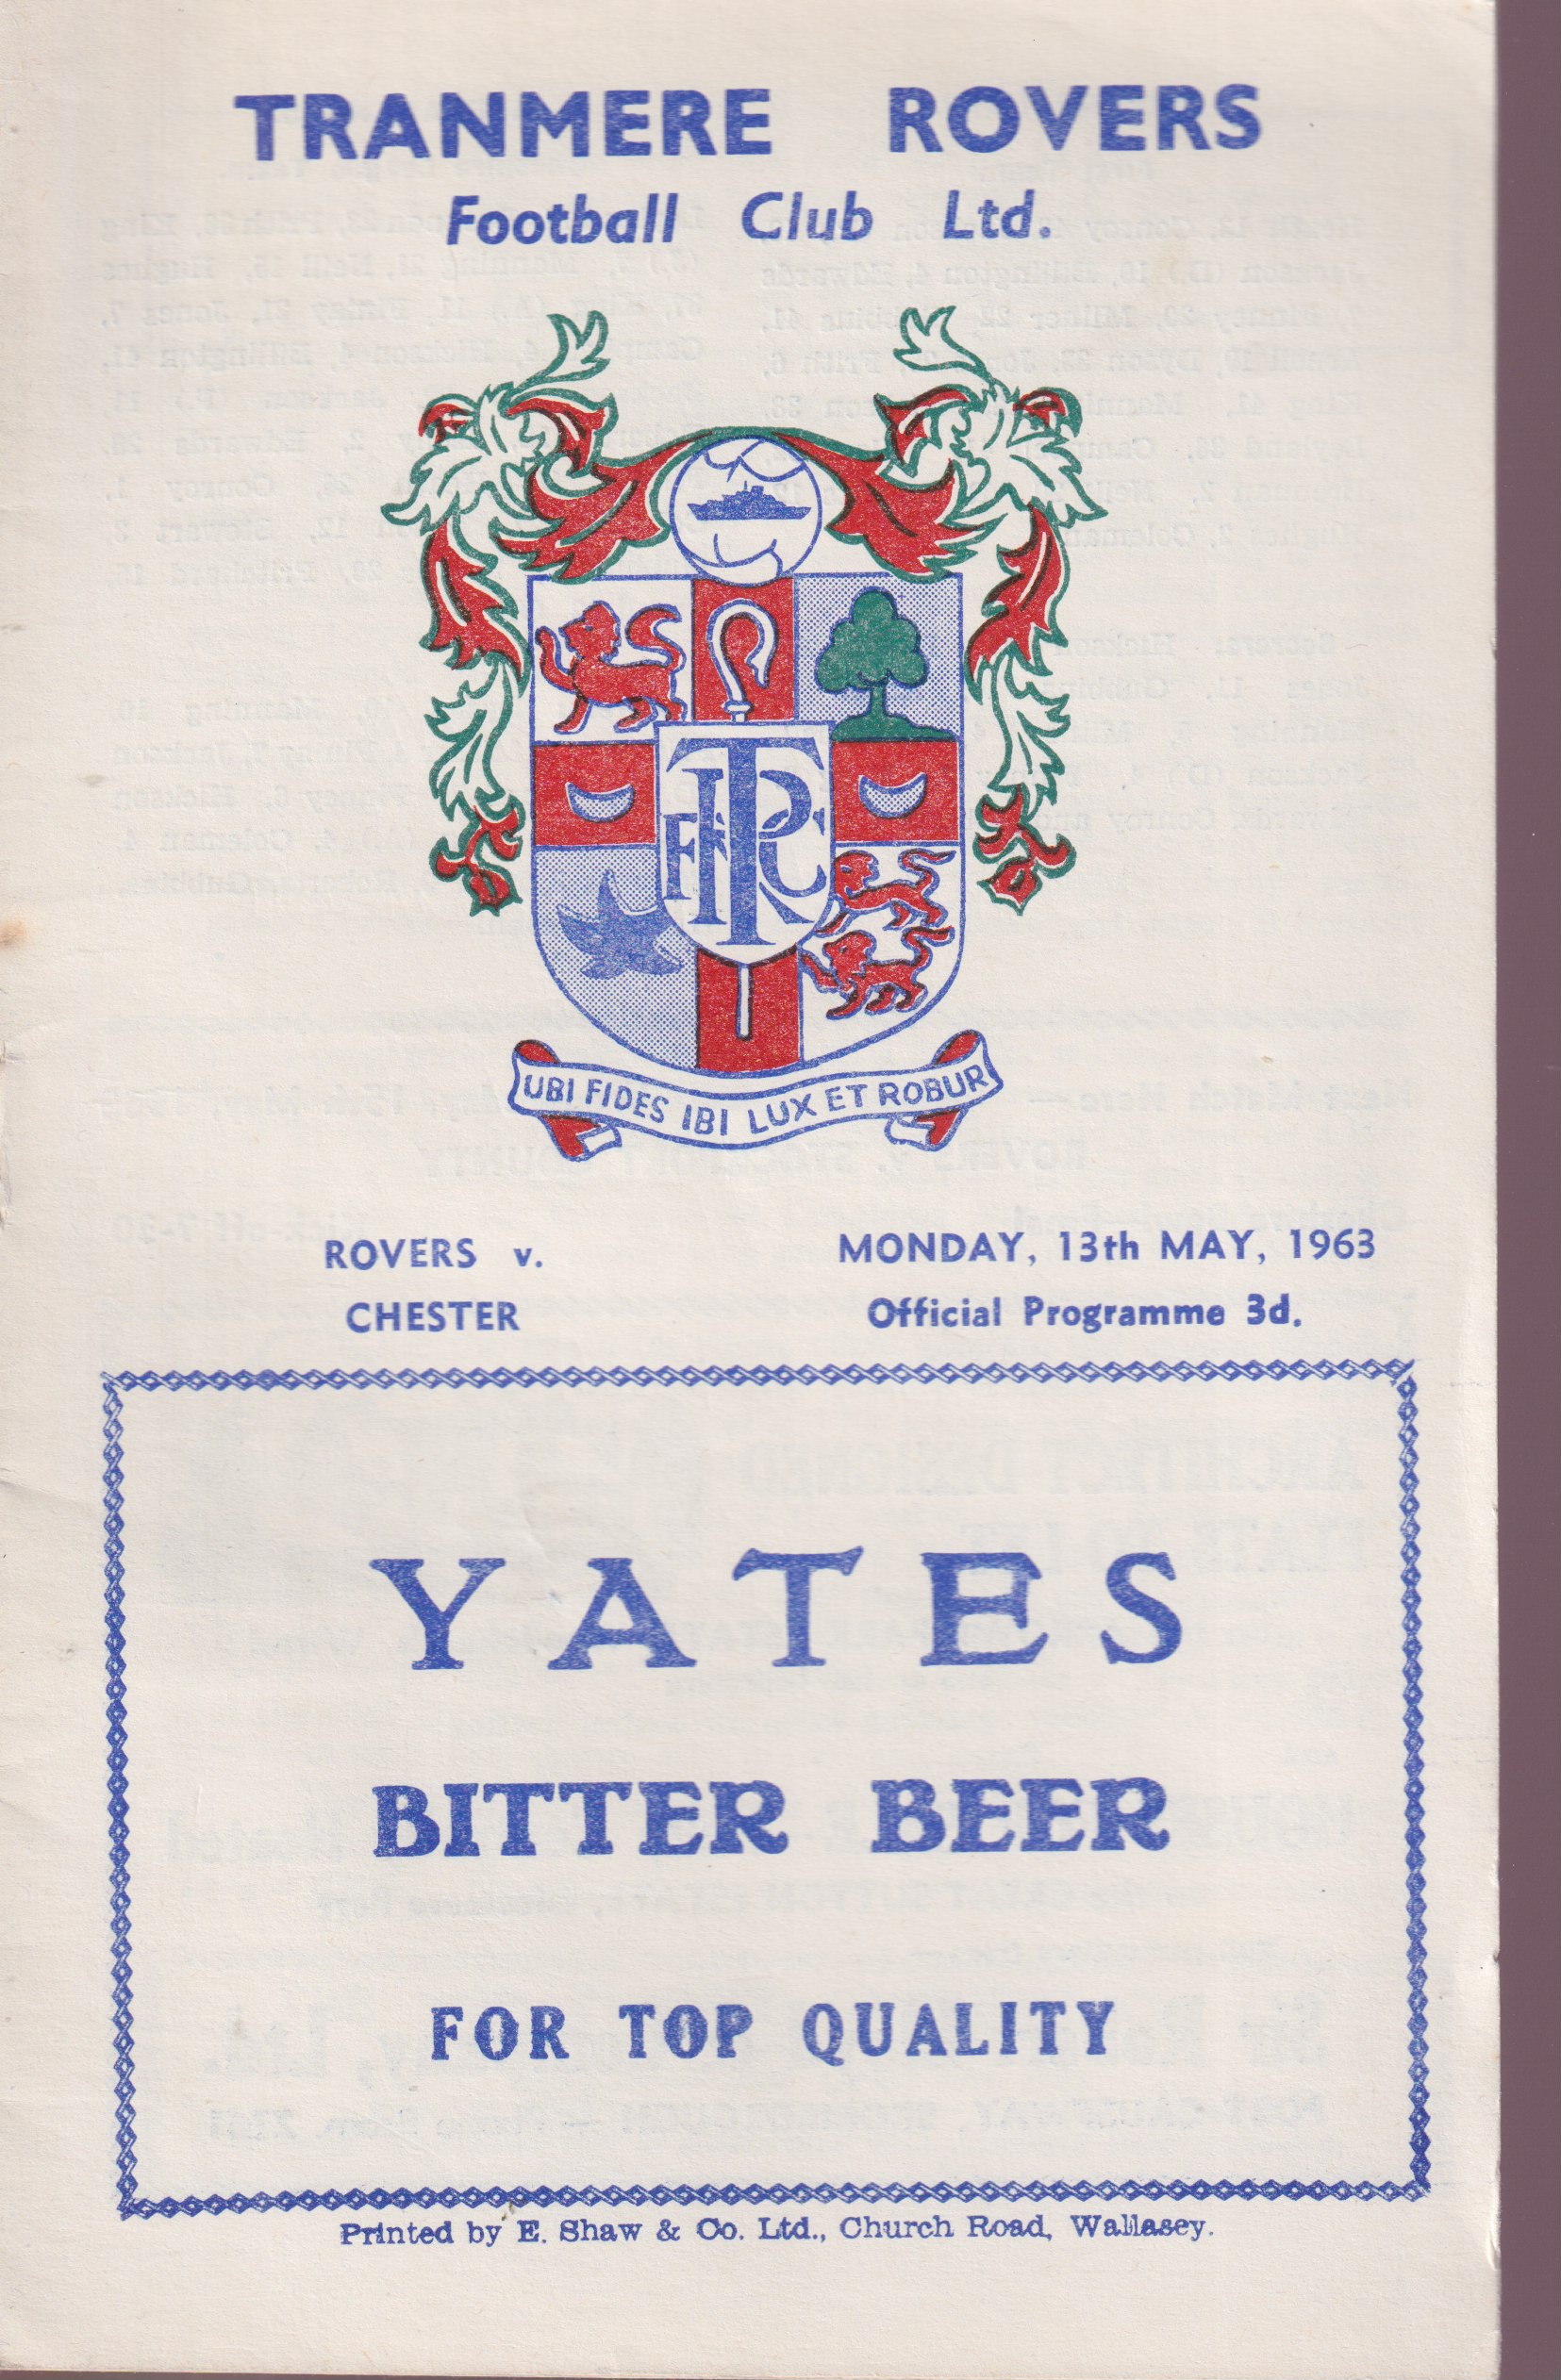 TRANMERE ROVERS
Football Club Ltd.
TRFC
UBI FIDES IBI LUX ET ROBUR
ROVERS v.
CHESTER
MONDAY, 13th MAY, 1963
Official Programme 3d.
YATES
BITTER BEER
FOR TOP QUALITY
Printed by E. Shaw & Co. Ltd., Church Road, Wallasey.